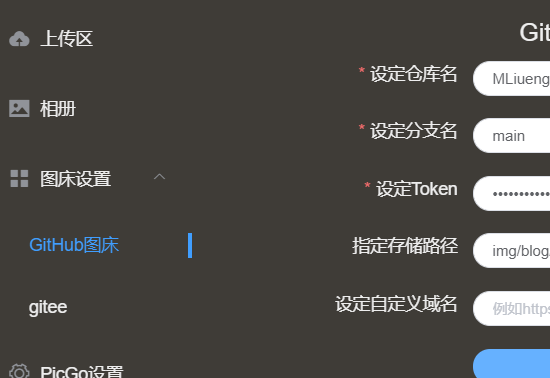 上传区
相册
图床设置
GitHub图床
gitee
PicGo设置
Git
* 设定仓库名 MLiueng
* 设定分支名 main
* 设定Token ••••••••••••
指定存储路径 img/blog/
设定自定义域名 例如https